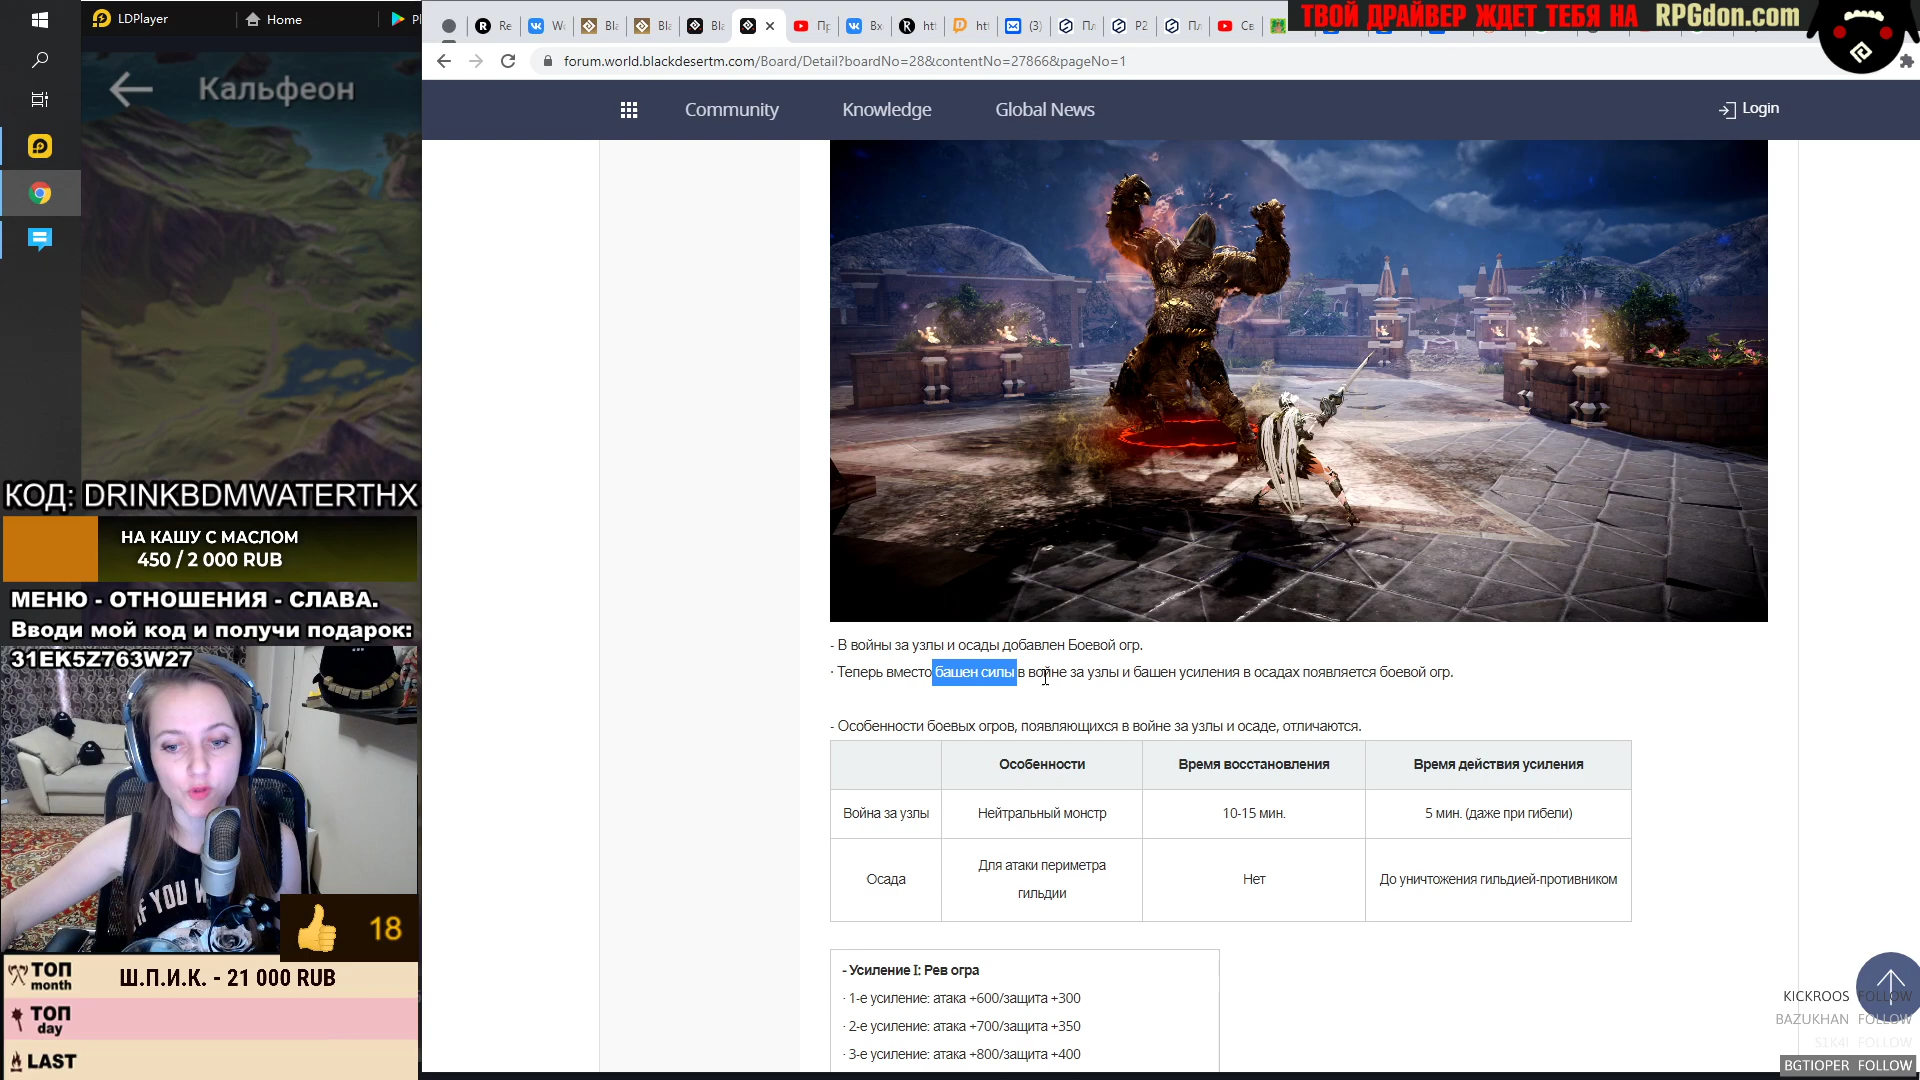 LDPlayer
Home
ТВОЙ ДРАЙВЕР ЖДЕТ ТЕБЯ НА RPGdon.com
forum.world.blackdesertm.com/Board/Detail?boardNo=28&contentNo=27866&pageNo=1
Кальфеон
Community
Knowledge
Global News
Login
КОД: DRINKBDMWATERTHX
НА КАШУ С МАСЛОМ
450 / 2 000 RUB
МЕНЮ - ОТНОШЕНИЯ - СЛАВА.
Вводи мой код и получи подарок:
31EK5Z763W27
18
ТОП month
Ш.П.И.К. - 21 000 RUB
ТОП day
LAST
- В войны за узлы и осады добавлен Боевой огр.
· Теперь вместо башен силы в войне за узлы и башен усиления в осадах появляется боевой огр.
- Особенности боевых огров, появляющихся в войне за узлы и осаде, отличаются.
Особенности
Время восстановления
Время действия усиления
Война за узлы
Нейтральный монстр
10-15 мин.
5 мин. (даже при гибели)
Осада
Для атаки периметра
гильдии
Нет
До уничтожения гильдией-противником
- Усиление I: Рев огра
· 1-е усиление: атака +600/защита +300
· 2-е усиление: атака +700/защита +350
· 3-е усиление: атака +800/защита +400
KICKROOS FOLLOW
BAZUKHAN FOLLOW
BGTIOPER FOLLOW